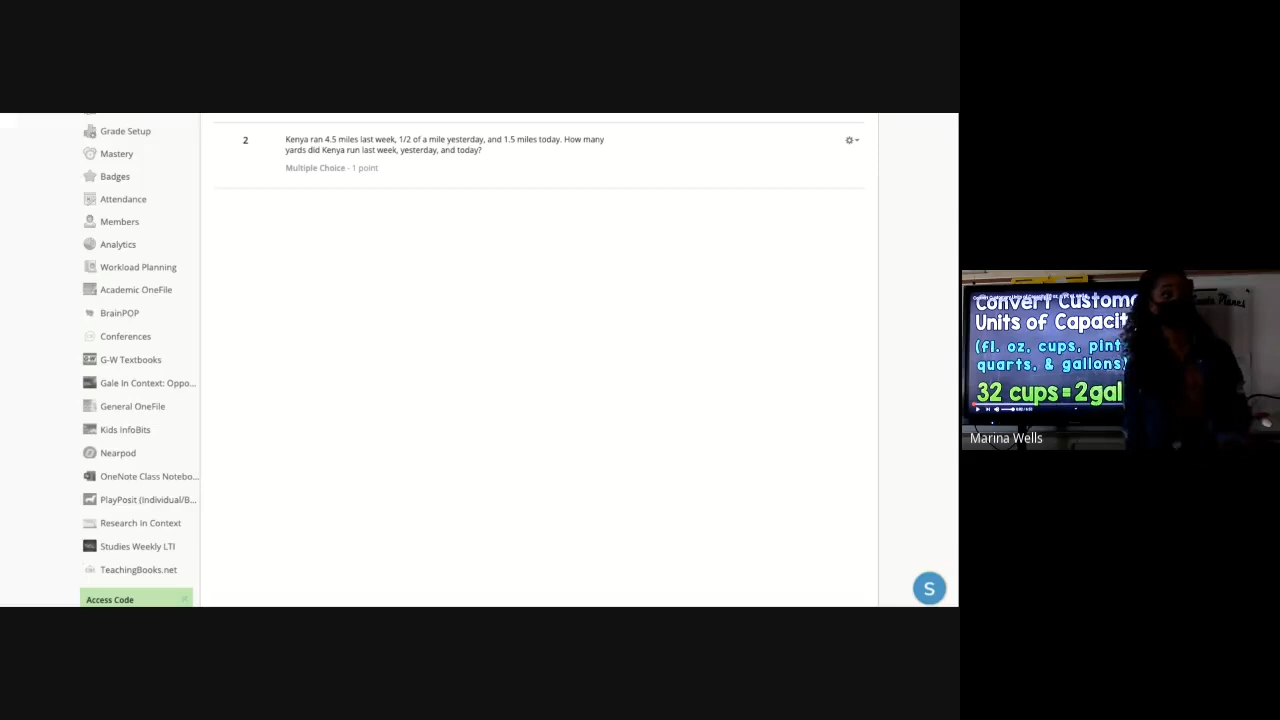 Grade Setup
Mastery
Badges
Attendance
Members
Analytics
Workload Planning
Academic OneFile
BrainPOP
Conferences
G-W Textbooks
Gale In Context: Oppo...
General OneFile
Kids InfoBits
Nearpod
OneNote Class Notebo...
PlayPosit (Individual/B...
Research In Context
Studies Weekly LTI
TeachingBooks.net
Access Code
2
Kenya ran 4.5 miles last week, 1/2 of a mile yesterday, and 1.5 miles today. How many
yards did Kenya run last week, yesterday, and today?
Multiple Choice - 1 point
S
Convert Custome
Units of Capacit
(fl. oz, cups, pint
quarts, & gallons)
32 cups = 2gal
Marina Wells